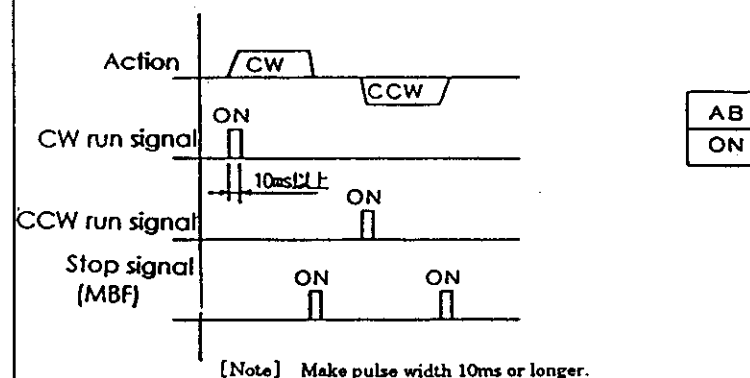 Action
CW
CCW
AB
ON
ON
CW run signal
10ms以上
ON
CCW run signal
Stop signal
(MBF)
ON
ON
[Note] Make pulse width 10ms or longer.